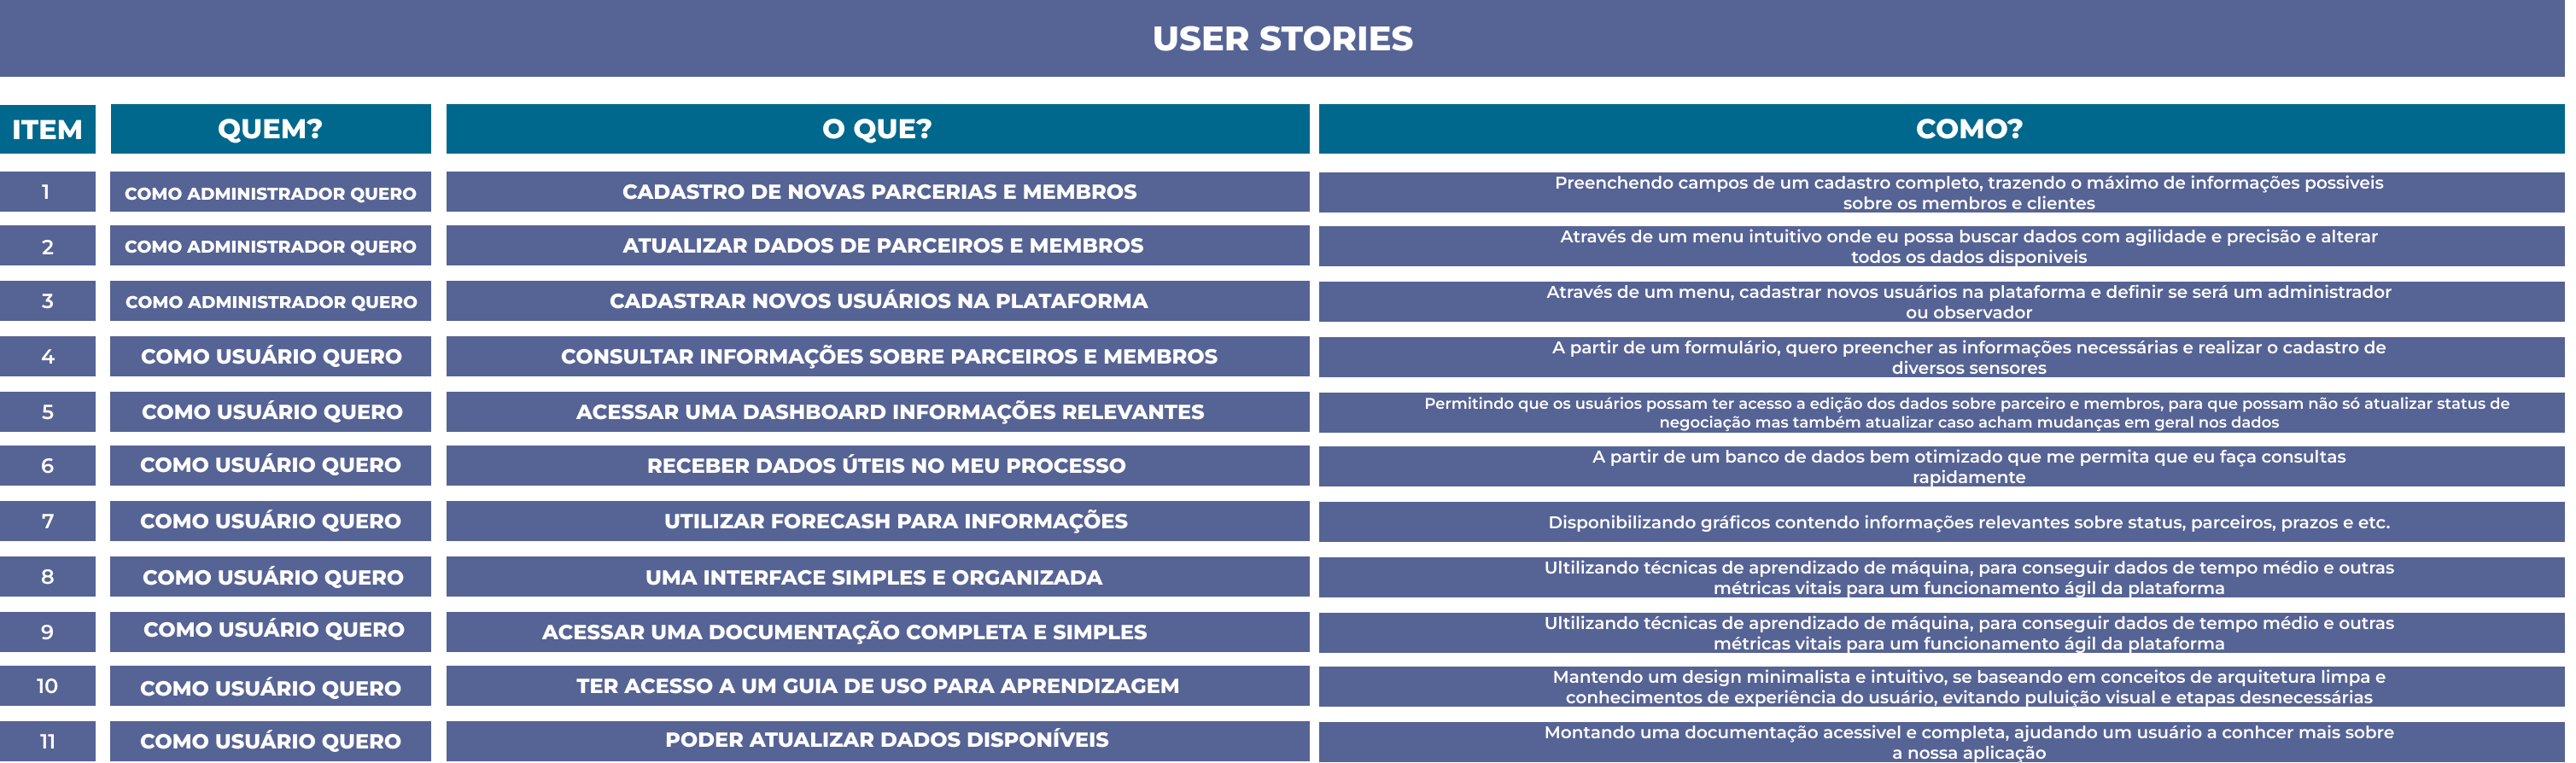 USER STORIES
ITEM QUEM? O QUE? COMO?
1 COMO ADMINISTRADOR QUERO CADASTRO DE NOVAS PARCERIAS E MEMBROS Preenchendo campos de um cadastro completo, trazendo o máximo de informações possiveis
sobre os membros e clientes
2 COMO ADMINISTRADOR QUERO ATUALIZAR DADOS DE PARCEIROS E MEMBROS Através de um menu intuitivo onde eu possa buscar dados com agilidade e precisão e alterar
todos os dados disponiveis
3 COMO ADMINISTRADOR QUERO CADASTRAR NOVOS USUÁRIOS NA PLATAFORMA Através de um menu, cadastrar novos usuários na plataforma e definir se será um administrador
ou observador
4 COMO USUÁRIO QUERO CONSULTAR INFORMAÇÕES SOBRE PARCEIROS E MEMBROS A partir de um formulário, quero preencher as informações necessárias e realizar o cadastro de
diversos sensores
5 COMO USUÁRIO QUERO ACESSAR UMA DASHBOARD INFORMAÇÕES RELEVANTES Permitindo que os usuários possam ter acesso a edição dos dados sobre parceiro e membros, para que possam não só atualizar status de
negociação mas também atualizar caso acham mudanças em geral nos dados
6 COMO USUÁRIO QUERO RECEBER DADOS ÚTEIS NO MEU PROCESSO A partir de um banco de dados bem otimizado que me permita que eu faça consultas
rapidamente
7 COMO USUÁRIO QUERO UTILIZAR FORECASH PARA INFORMAÇÕES Disponibilizando gráficos contendo informações relevantes sobre status, parceiros, prazos e etc.
8 COMO USUÁRIO QUERO UMA INTERFACE SIMPLES E ORGANIZADA Ultilizando técnicas de aprendizado de máquina, para conseguir dados de tempo médio e outras
métricas vitais para um funcionamento ágil da plataforma
9 COMO USUÁRIO QUERO ACESSAR UMA DOCUMENTAÇÃO COMPLETA E SIMPLES Ultilizando técnicas de aprendizado de máquina, para conseguir dados de tempo médio e outras
métricas vitais para um funcionamento ágil da plataforma
10 COMO USUÁRIO QUERO TER ACESSO A UM GUIA DE USO PARA APRENDIZAGEM Mantendo um design minimalista e intuitivo, se baseando em conceitos de arquitetura limpa e
conhecimentos de experiência do usuário, evitando puluição visual e etapas desnecessárias
11 COMO USUÁRIO QUERO PODER ATUALIZAR DADOS DISPONÍVEIS Montando uma documentação acessivel e completa, ajudando um usuário a conhcer mais sobre
a nossa aplicação